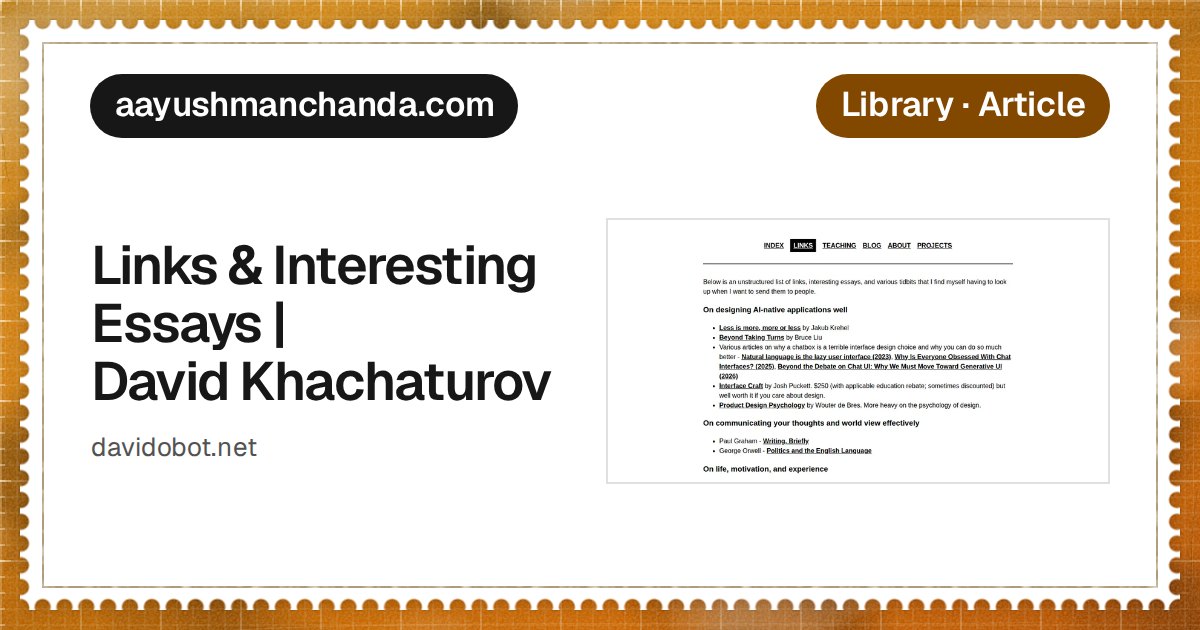 aayushmanchanda.com
Library · Article
Links & Interesting
Essays |
David Khachaturov
davidobot.net
INDEX LINKS TEACHING BLOG ABOUT PROJECTS
Below is an unstructured list of links, interesting essays, and various tidbits that I find myself having to look
up when I want to send them to people.
On designing AI-native applications well
• Less is more, more or less by Jakub Krehel
• Beyond Taking Turns by Bruce Liu
• Various articles on why a chatbox is a terrible interface design choice and why you can do so much
better - Natural language is the lazy user interface (2023), Why Is Everyone Obsessed With Chat
Interfaces? (2025), Beyond the Debate on Chat UI: Why We Must Move Toward Generative UI
(2026)
• Interface Craft by Josh Puckett. $250 (with applicable education rebate; sometimes discounted) but
well worth it if you care about design.
• Product Design Psychology by Wouter de Bres. More heavy on the psychology of design.
On communicating your thoughts and world view effectively
• Paul Graham - Writing, Briefly
• George Orwell - Politics and the English Language
On life, motivation, and experience